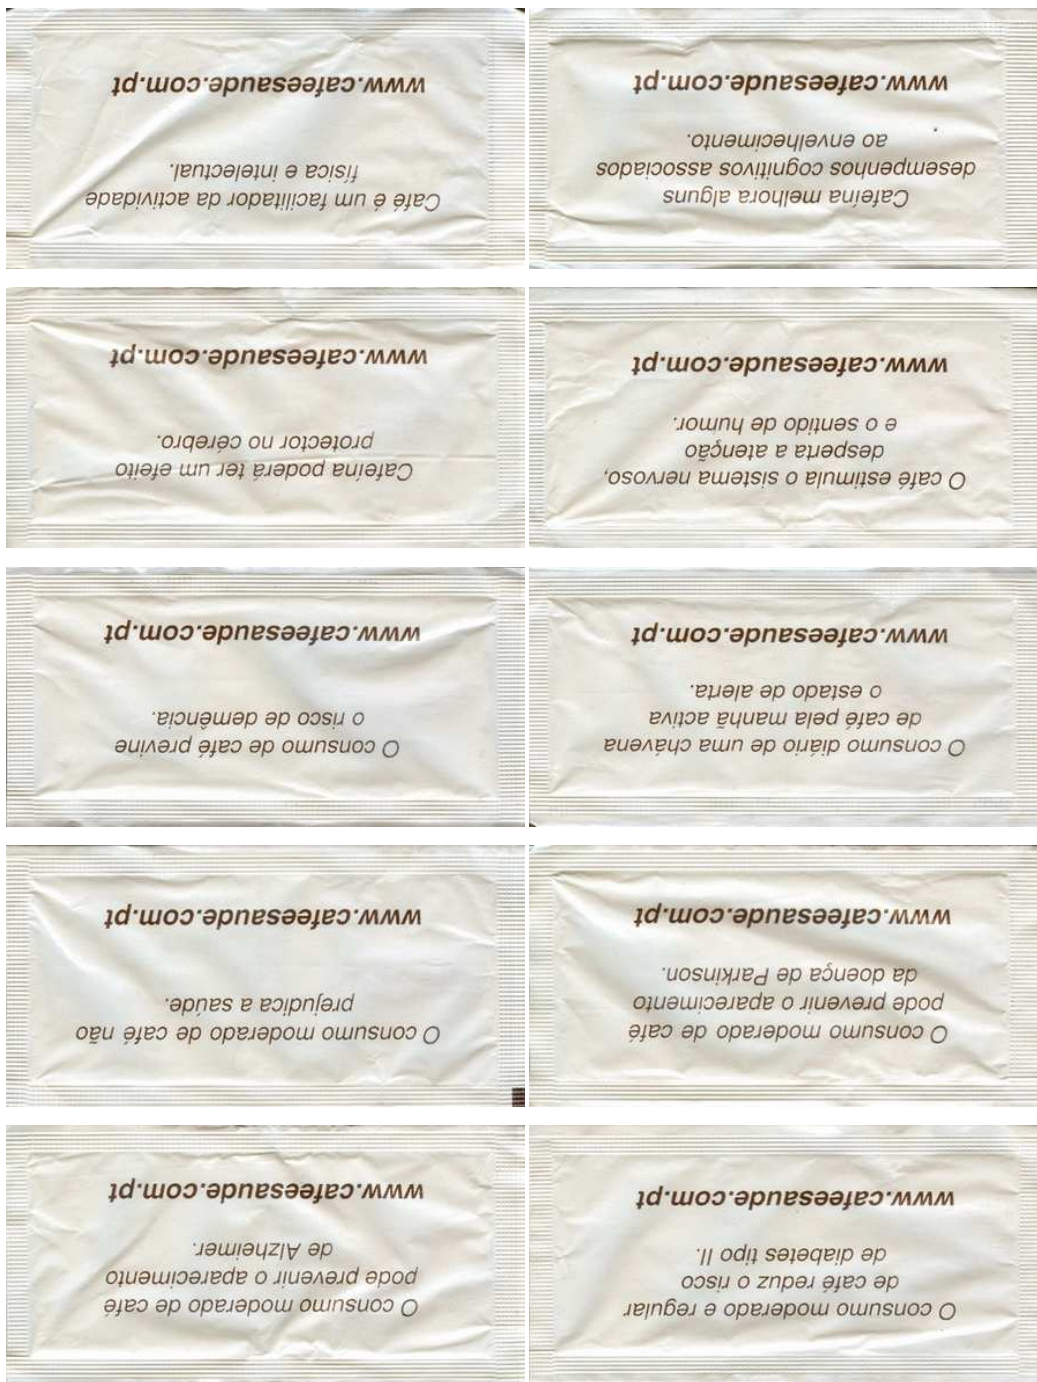 Café é um facilitador da actividade
física e intelectual.
www.cafeesaude.com.pt
Cafeína melhora alguns
desempenhos cognitivos associados
ao envelhecimento.
www.cafeesaude.com.pt
Cafeína poderá ter um efeito
protector no cérebro.
www.cafeesaude.com.pt
O café estimula o sistema nervoso,
desperta a atenção
e o sentido de humor.
www.cafeesaude.com.pt
O consumo de café previne
o risco de demência.
www.cafeesaude.com.pt
O consumo diário de uma chávena
de café pela manhã activa
o estado de alerta.
www.cafeesaude.com.pt
O consumo moderado de café não
prejudica a saúde.
www.cafeesaude.com.pt
O consumo moderado de café
pode prevenir o aparecimento
da doença de Parkinson.
www.cafeesaude.com.pt
O consumo moderado de café
pode prevenir o aparecimento
de Alzheimer.
www.cafeesaude.com.pt
O consumo moderado e regular
de café reduz o risco
de diabetes tipo II.
www.cafeesaude.com.pt